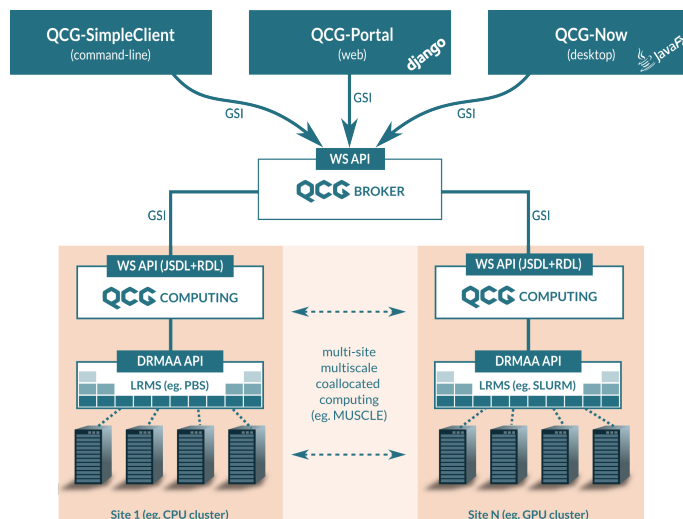 QCG-SimpleClient
(command-line)
QCG-Portal
(web)
django
QCG-Now
(desktop)
GSI
GSI
GSI
WS API
QCG BROKER
GSI
GSI
WS API (JSDL+RDL)
QCG COMPUTING
WS API (JSDL+RDL)
QCG COMPUTING
DRMAA API
LRMS (eg. PBS)
multi-site
multiscale
coallocated
computing
(eg. MUSCLE)
DRMAA API
LRMS (eg. SLURM)
Site 1 (eg. CPU cluster)
Site N (eg. GPU cluster)